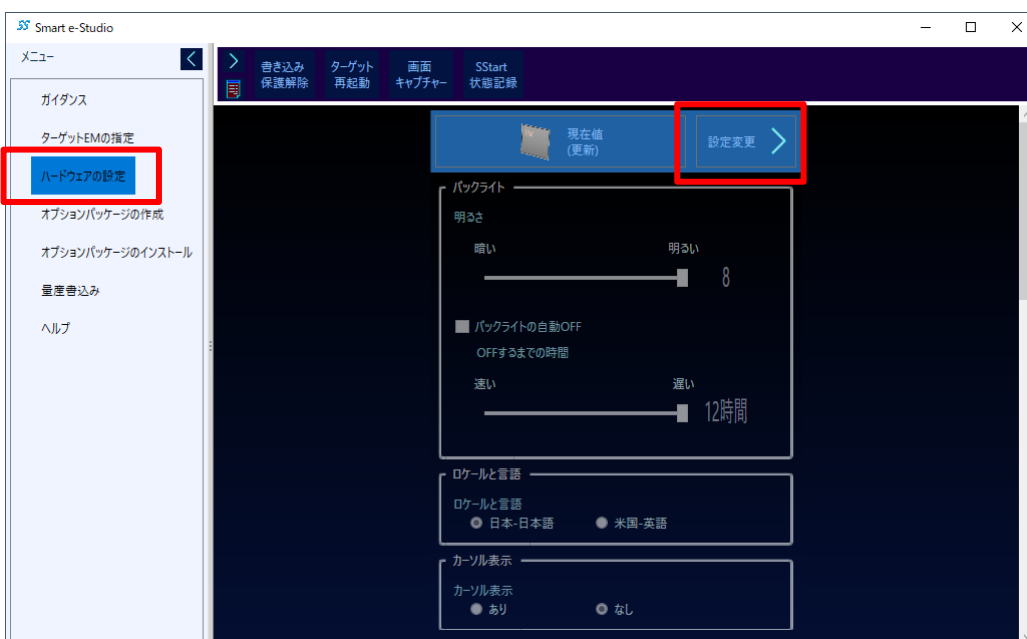 SS Smart e-Studio
メニュー
ガイダンス
ターゲットEMの指定
ハードウェアの設定
オプションパッケージの作成
オプションパッケージのインストール
量産書込み
ヘルプ
書き込み
保護解除
ターゲット
再起動
画面
キャプチャー
SStart
状態記録
現在値
(更新)
設定変更
バックライト
明るさ
暗い 明るい
8
バックライトの自動OFF
OFFするまでの時間
速い 遅い
12時間
ロケールと言語
ロケールと言語
日本-日本語 米国-英語
カーソル表示
カーソル表示
あり なし